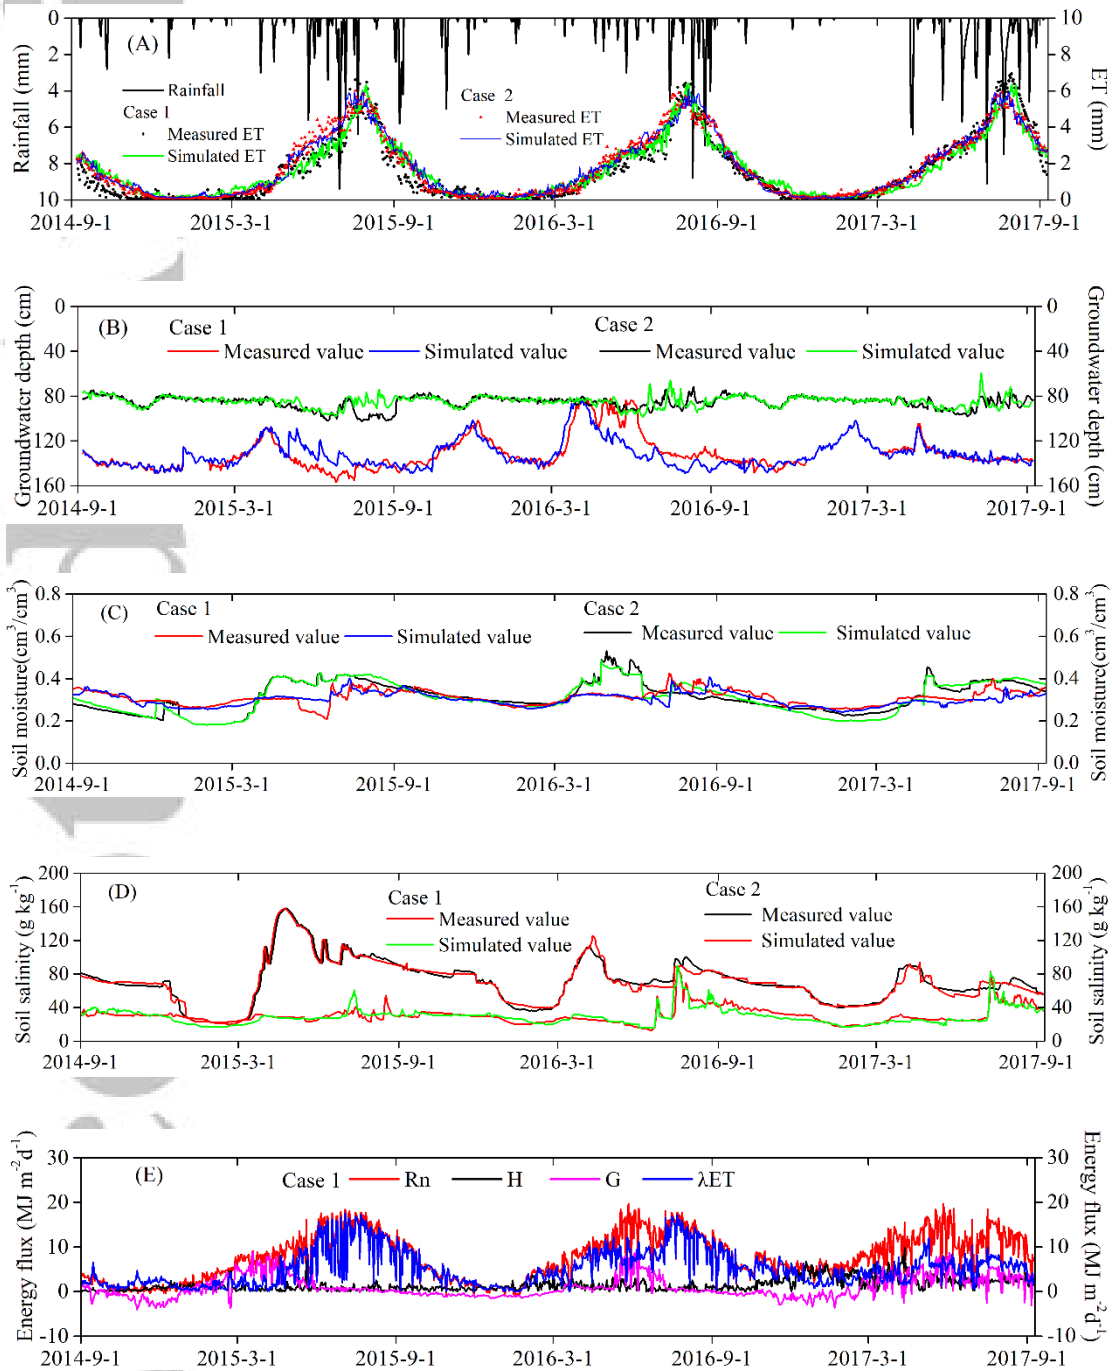 (A)
Rainfall (mm)
0
2
4
6
8
10
ET (mm)
10
8
6
4
2
0
Rainfall
Case 1
Measured ET
Simulated ET
Case 2
Measured ET
Simulated ET
2014-9-1 2015-3-1 2015-9-1 2016-3-1 2016-9-1 2017-3-1 2017-9-1
(B)
Groundwater depth (cm)
0
40
80
120
160
Groundwater depth (cm)
0
40
80
120
160
Case 1
Measured value Simulated value
Case 2
Measured value Simulated value
2014-9-1 2015-3-1 2015-9-1 2016-3-1 2016-9-1 2017-3-1 2017-9-1
(C)
Soil moisture(cm³/cm³)
0.8
0.6
0.4
0.2
0.0
Soil moisture(cm³/cm³)
0.8
0.6
0.4
0.2
0.0
Case 1
Measured value Simulated value
Case 2
Measured value Simulated value
2014-9-1 2015-3-1 2015-9-1 2016-3-1 2016-9-1 2017-3-1 2017-9-1
(D)
Soil salinity (g kg⁻¹)
200
160
120
80
40
0
Soil salinity (g kg⁻¹)
200
160
120
80
40
0
Case 1
Measured value
Simulated value
Case 2
Measured value
Simulated value
2014-9-1 2015-3-1 2015-9-1 2016-3-1 2016-9-1 2017-3-1 2017-9-1
(E)
Energy flux (MJ m⁻²d⁻¹)
30
20
10
0
-10
Energy flux (MJ m⁻²d⁻¹)
30
20
10
0
-10
Case 1 Rn H G λET
2014-9-1 2015-3-1 2015-9-1 2016-3-1 2016-9-1 2017-3-1 2017-9-1